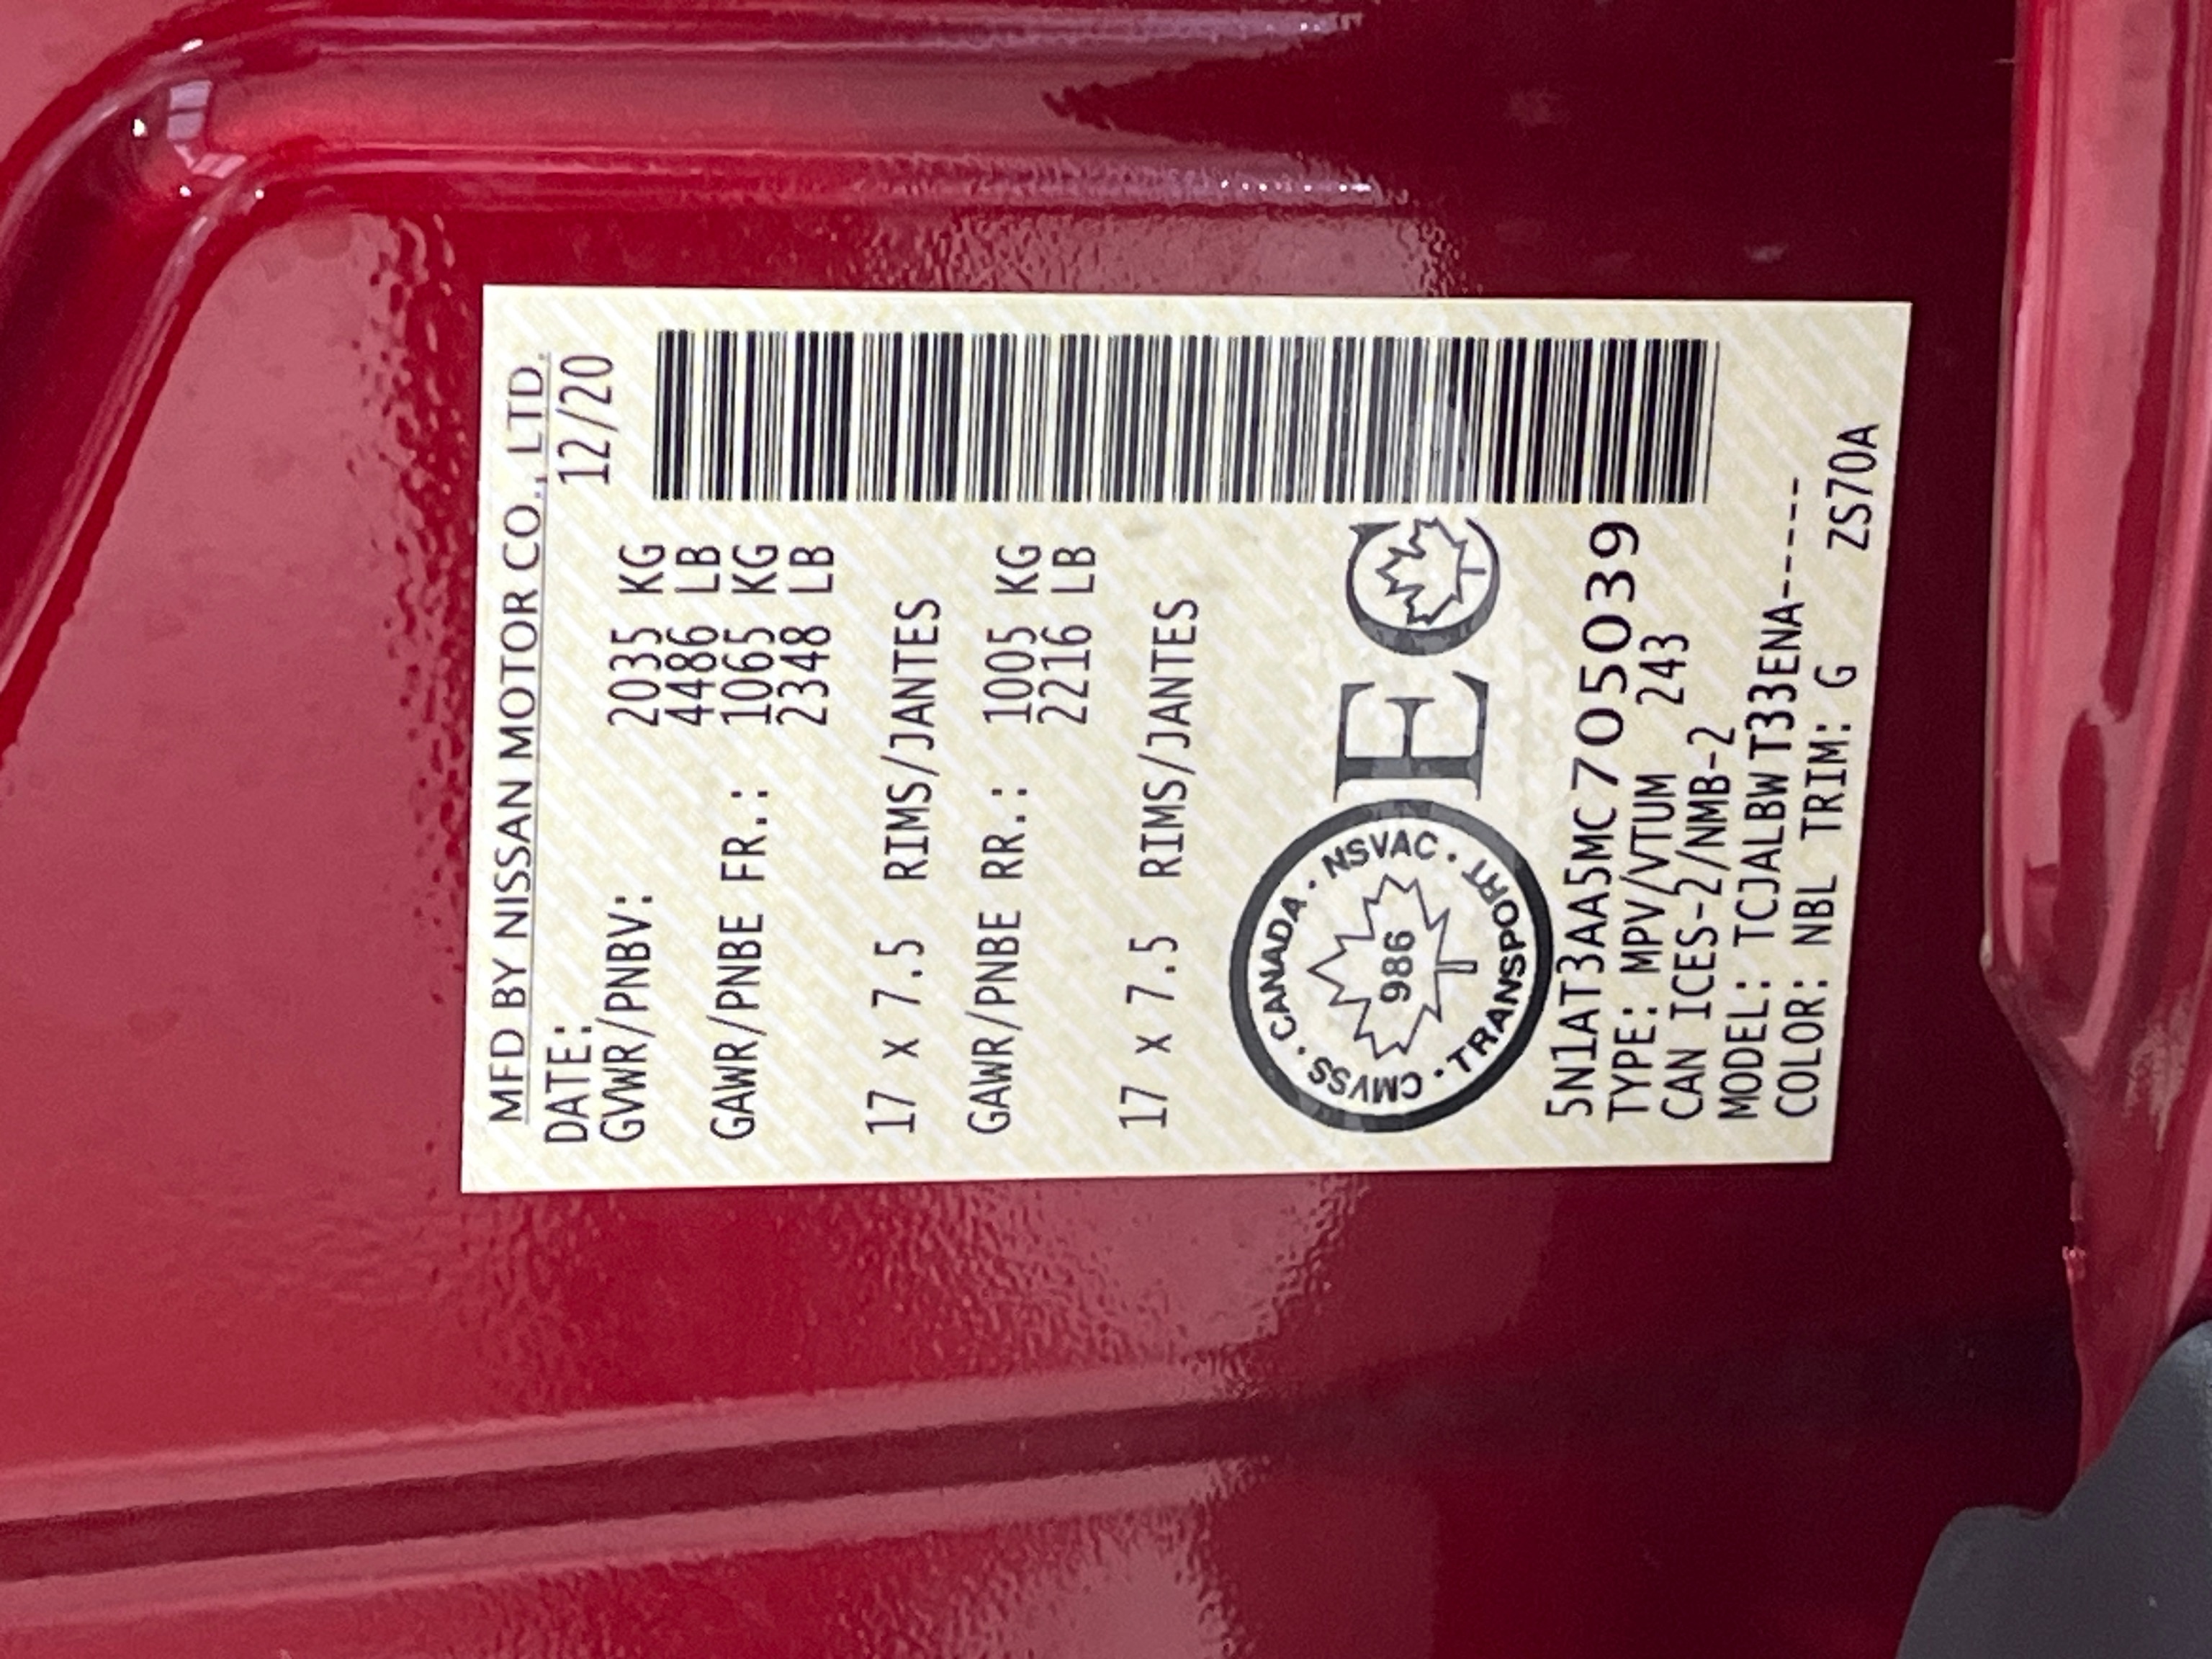 MFD BY NISSAN MOTOR CO., LTD.
DATE: 12/20
GVWR/PNBV: 2035 KG
4486 LB
GAWR/PNBE FR.: 1065 KG
2348 LB
17 x 7.5 RIMS/JANTES
GAWR/PNBE RR.: 1005 KG
2216 LB
17 x 7.5 RIMS/JANTES
CANADA · NSVAC · TRANSPORT · CMVSS ·
986
EC
5N1AT3AA5MC705039
TYPE: MPV/VTUM 243
CAN ICES-2/NMB-2
MODEL: TCJALBWT33ENA-----
COLOR: NBL TRIM: G ZS70A